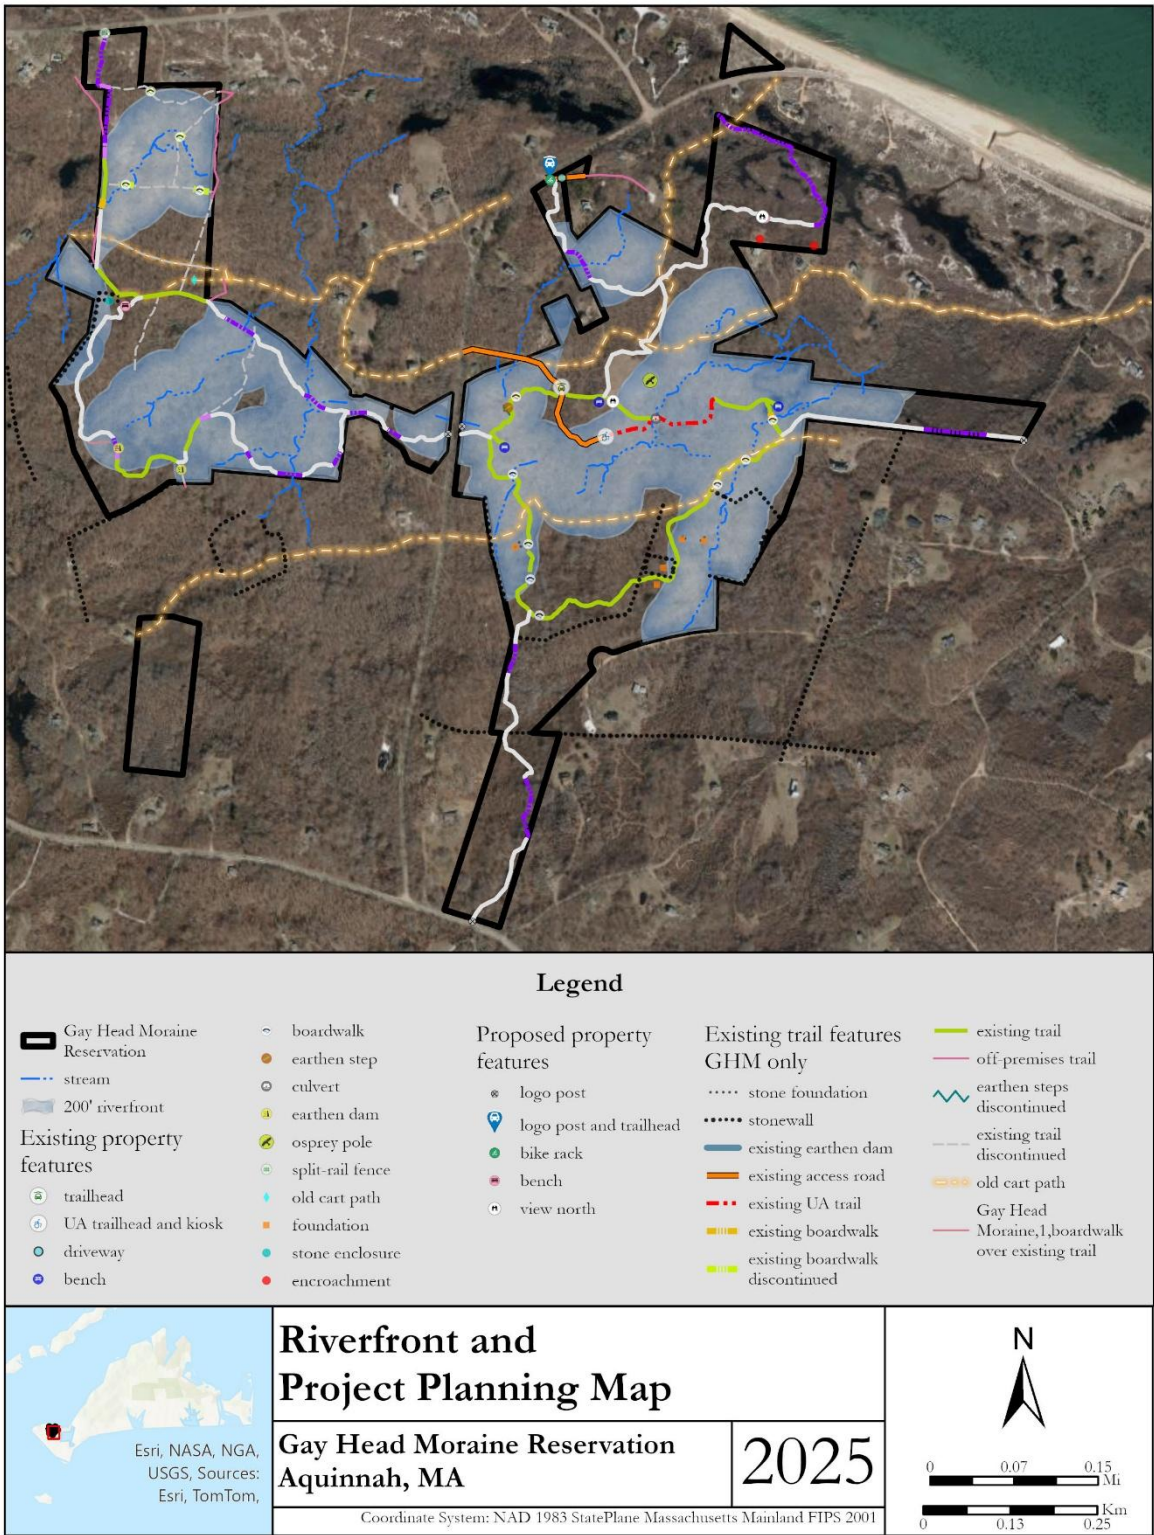 Legend
Gay Head Moraine
Reservation
stream
200' riverfront
Existing property
features
trailhead
UA trailhead and kiosk
driveway
bench
boardwalk
earthen step
culvert
earthen dam
osprey pole
split-rail fence
old cart path
foundation
stone enclosure
encroachment
Proposed property
features
logo post
logo post and trailhead
bike rack
bench
view north
Existing trail features
GHM only
stone foundation
stonewall
existing earthen dam
existing access road
existing UA trail
existing boardwalk
existing boardwalk
discontinued
existing trail
off-premises trail
earthen steps
discontinued
existing trail
discontinued
old cart path
Gay Head
Moraine,1,boardwalk
over existing trail
Esri, NASA, NGA,
USGS, Sources:
Esri, TomTom,
Riverfront and
Project Planning Map
Gay Head Moraine Reservation
Aquinnah, MA
2025
Coordinate System: NAD 1983 StatePlane Massachusetts Mainland FIPS 2001
N
0 0.07 0.15
Mi
Km
0 0.13 0.25